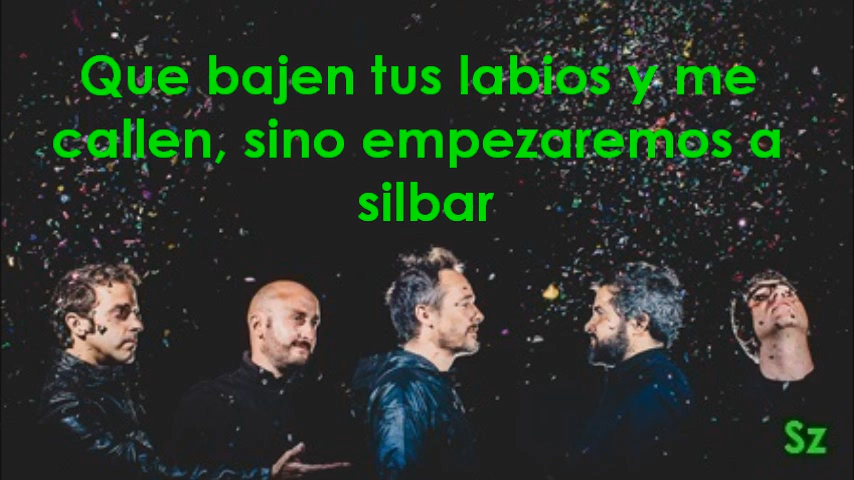 Que bajen tus labios y me
callen, sino empezaremos a
silbar
Sz